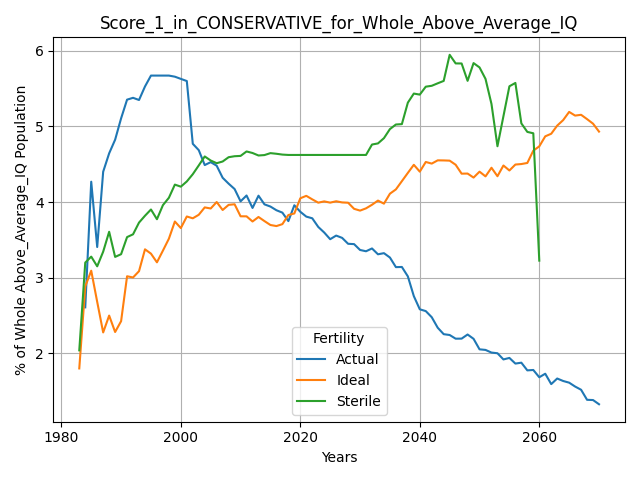 Score_1_in_CONSERVATIVE_for_Whole_Above_Average_IQ
% of Whole Above_Average_IQ Population
6
5
4
3
2
Fertility
Actual
Ideal
Sterile
1980 2000 2020 2040 2060
Years